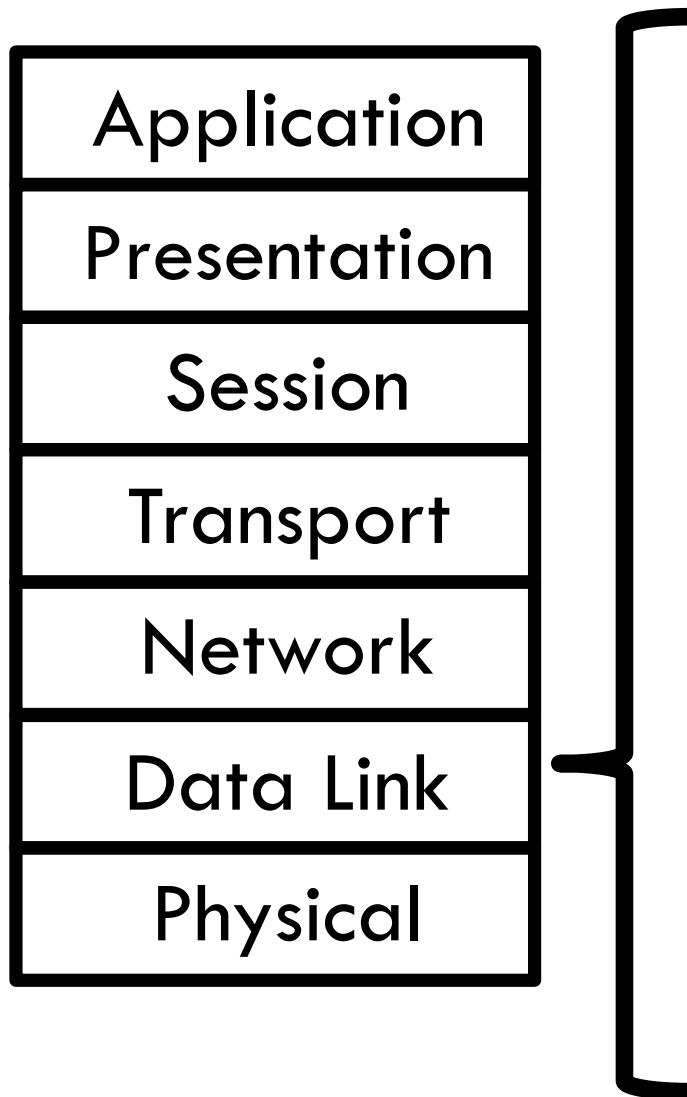 Application
Presentation
Session
Transport
Network
Data Link
Physical